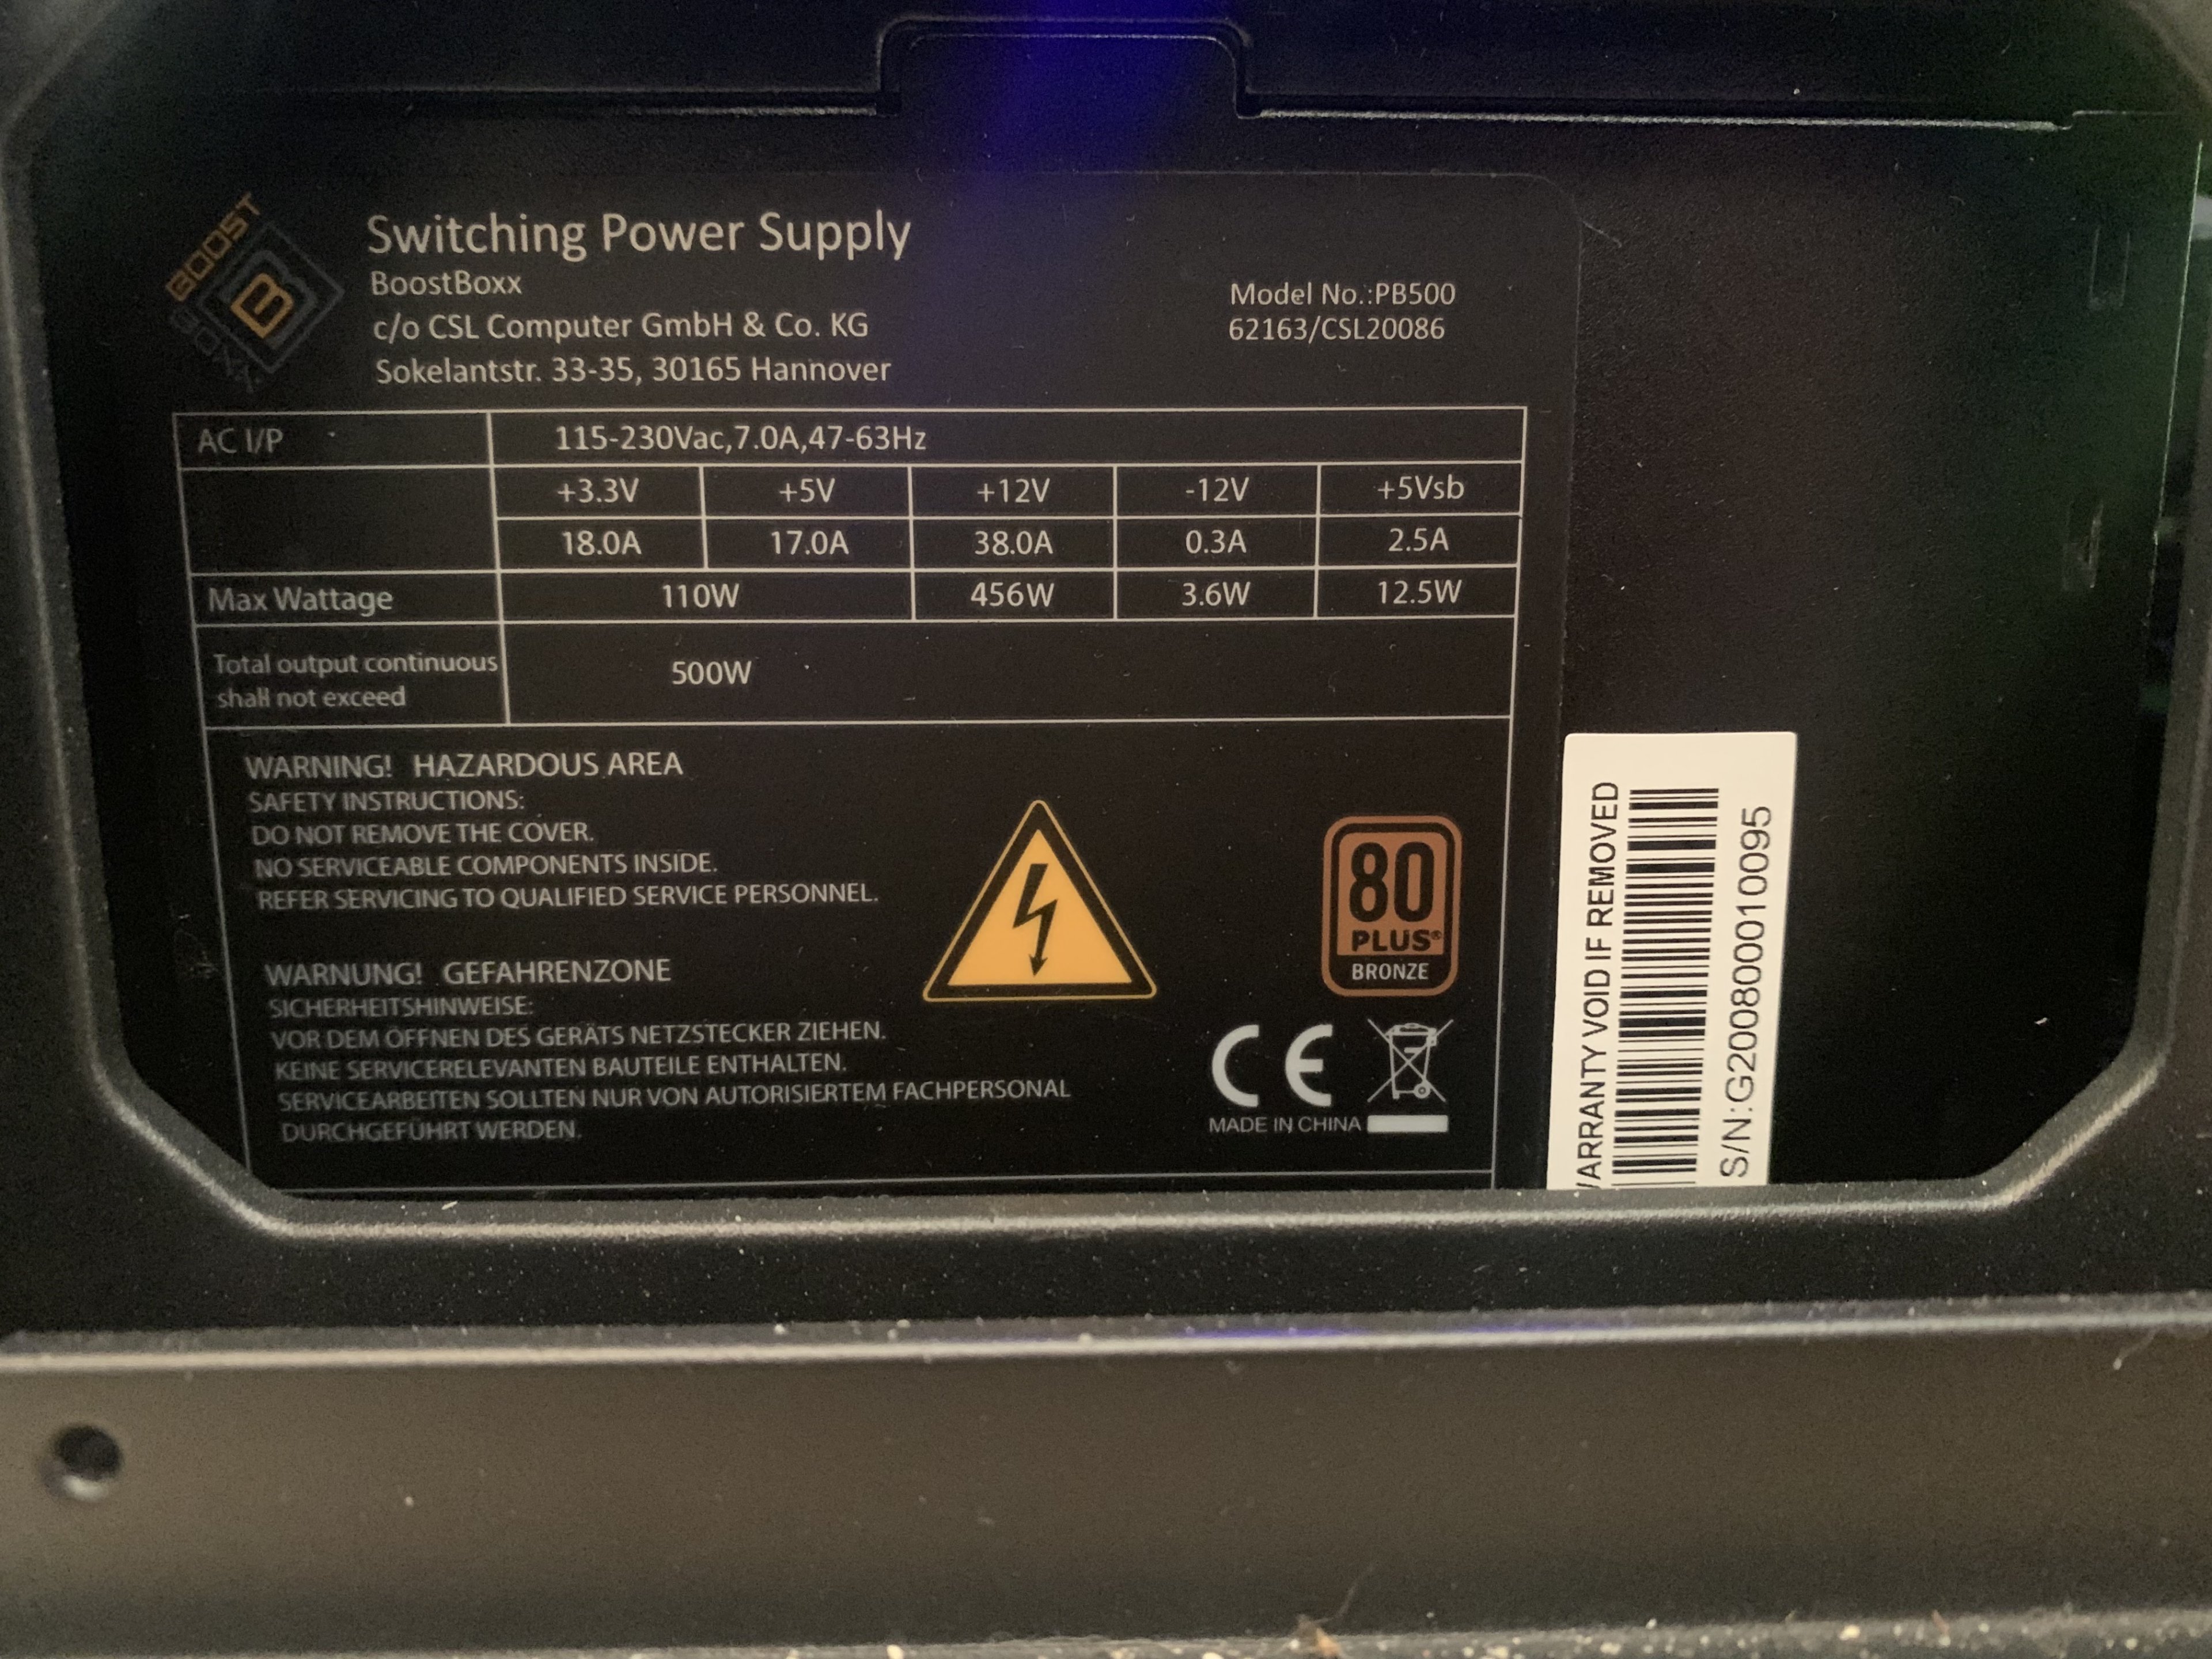 BOOST
BOXX
B
Switching Power Supply
BoostBoxx
c/o CSL Computer GmbH & Co. KG
Sokelantstr. 33-35, 30165 Hannover
Model No.:PB500
62163/CSL20086
AC I/P 115-230Vac,7.0A,47-63Hz
+3.3V +5V +12V -12V +5Vsb
18.0A 17.0A 38.0A 0.3A 2.5A
Max Wattage 110W 456W 3.6W 12.5W
Total output continuous
shall not exceed
500W
WARNING! HAZARDOUS AREA
SAFETY INSTRUCTIONS:
DO NOT REMOVE THE COVER.
NO SERVICEABLE COMPONENTS INSIDE.
REFER SERVICING TO QUALIFIED SERVICE PERSONNEL.
WARNUNG! GEFAHRENZONE
SICHERHEITSHINWEISE:
VOR DEM ÖFFNEN DES GERÄTS NETZSTECKER ZIEHEN.
KEINE SERVICERELEVANTEN BAUTEILE ENTHALTEN.
SERVICEARBEITEN SOLLTEN NUR VON AUTORISIERTEM FACHPERSONAL
DURCHGEFÜHRT WERDEN.
80
PLUS®
BRONZE
CE
MADE IN CHINA
ARRANTY VOID IF REMOVED
S/N:G2008000100095